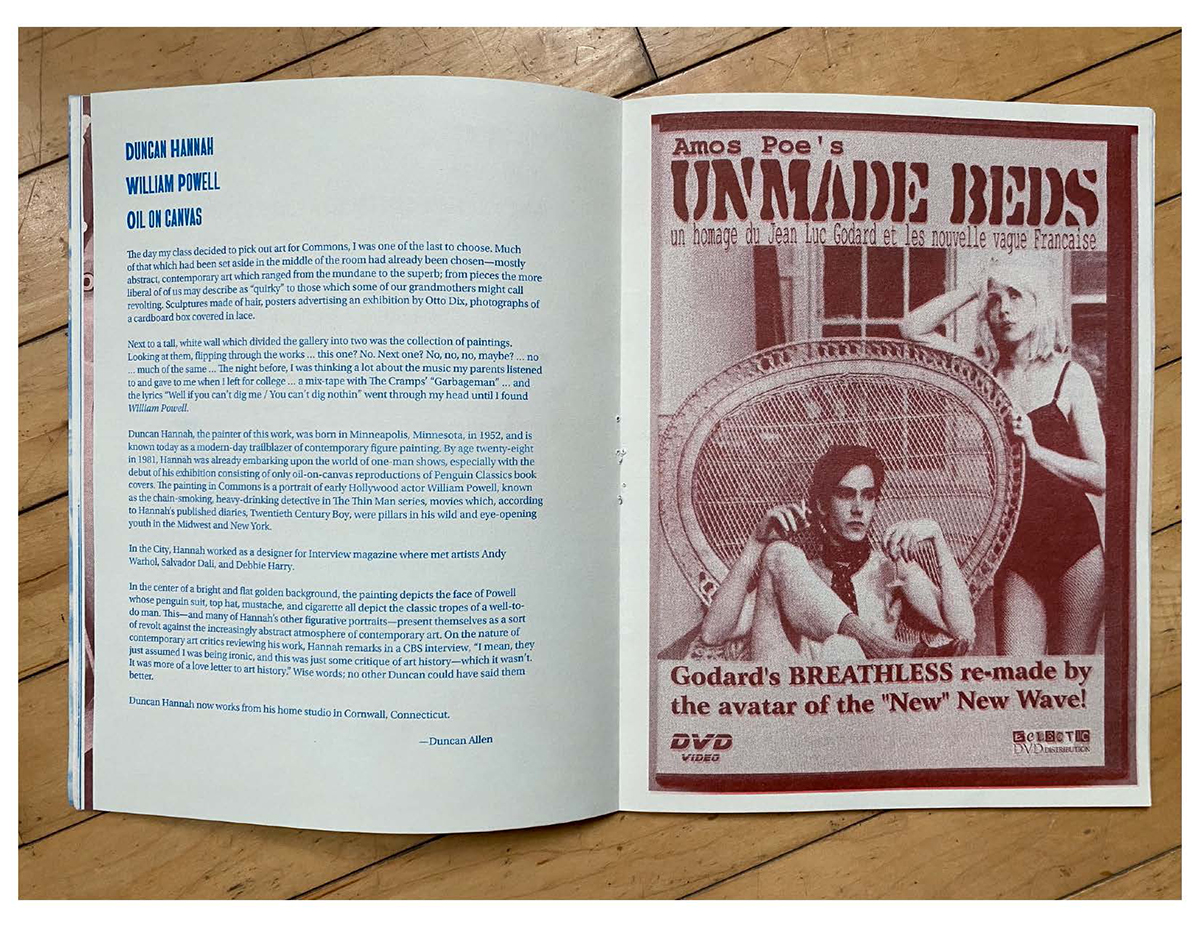 DUNCAN HANNAH
WILLIAM POWELL
OIL ON CANVAS
The day my class decided to pick out art for Commons, I was one of the last to choose. Much
of that which had been set aside in the middle of the room had already been chosen—mostly
abstract, contemporary art which ranged from the mundane to the superb; from pieces the more
liberal of of us may describe as “quirky” to those which some of our grandmothers might call
revolting. Sculptures made of hair, posters advertising an exhibition by Otto Dix, photographs of
a cardboard box covered in lace.
Next to a tall, white wall which divided the gallery into two was the collection of paintings.
Looking at them, flipping through the works ... this one? No. Next one? No, no, no, maybe? ... no
... much of the same ... The night before, I was thinking a lot about the music my parents listened
to and gave to me when I left for college ... a mix-tape with The Cramps’ “Garbageman” ... and
the lyrics “Well if you can’t dig me / You can’t dig nothin” went through my head until I found
William Powell.
Duncan Hannah, the painter of this work, was born in Minneapolis, Minnesota, in 1952, and is
known today as a modern-day trailblazer of contemporary figure painting. By age twenty-eight
in 1981, Hannah was already embarking upon the world of one-man shows, especially with the
debut of his exhibition consisting of only oil-on-canvas reproductions of Penguin Classics book
covers. The painting in Commons is a portrait of early Hollywood actor William Powell, known
as the chain-smoking, heavy-drinking detective in The Thin Man series, movies which, according
to Hannah’s published diaries, Twentieth Century Boy, were pillars in his wild and eye-opening
youth in the Midwest and New York.
In the City, Hannah worked as a designer for Interview magazine where met artists Andy
Warhol, Salvador Dali, and Debbie Harry.
In the center of a bright and flat golden background, the painting depicts the face of Powell
whose penguin suit, top hat, mustache, and cigarette all depict the classic tropes of a well-to-
do man. This—and many of Hannah’s other figurative portraits—present themselves as a sort
of revolt against the increasingly abstract atmosphere of contemporary art. On the nature of
contemporary art critics reviewing his work, Hannah remarks in a CBS interview, “I mean, they
just assumed I was being ironic, and this was just some critique of art history—which it wasn’t.
It was more of a love letter to art history.” Wise words; no other Duncan could have said them
better.
Duncan Hannah now works from his home studio in Cornwall, Connecticut.
—Duncan Allen
Amos Poe's
UNMADE BEDS
un homage du Jean Luc Godard et les nouvelle vague Francaise
Godard's BREATHLESS re-made by
the avatar of the "New" New Wave!
DVD
VIDEO
ECLECTIC
DVD DISTRIBUTION